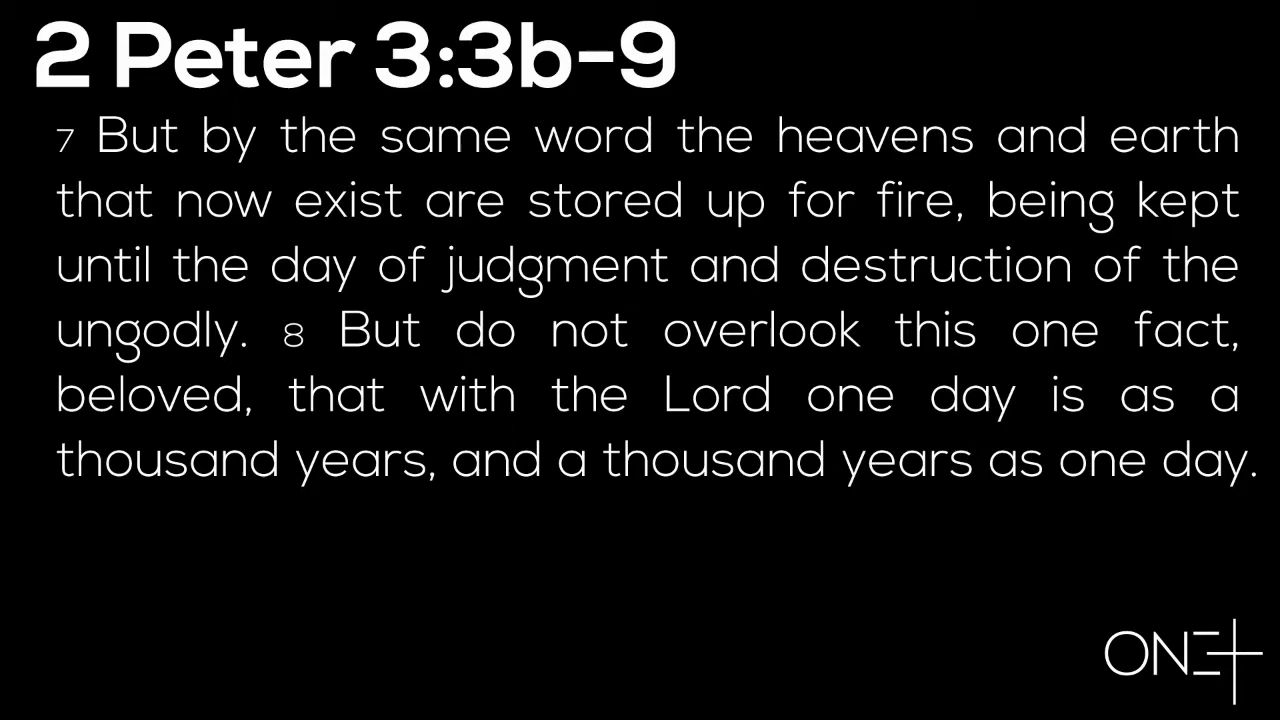 2 Peter 3:3b-9
7 But by the same word the heavens and earth
that now exist are stored up for fire, being kept
until the day of judgment and destruction of the
ungodly. 8 But do not overlook this one fact,
beloved, that with the Lord one day is as a
thousand years, and a thousand years as one day.
ONE